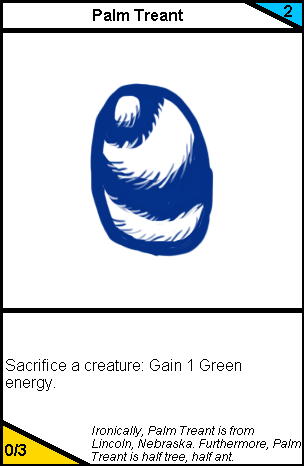 Palm Treant
2
Sacrifice a creature: Gain 1 Green
energy.
0/3
Ironically, Palm Treant is from
Lincoln, Nebraska. Furthermore, Palm
Treant is half tree, half ant.